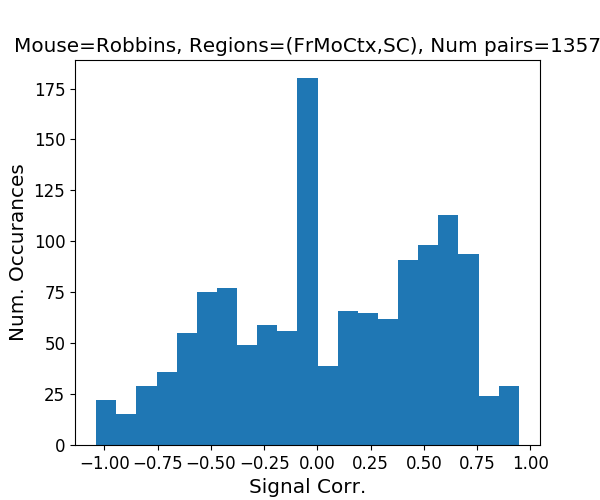 Mouse=Robbins, Regions=(FrMoCtx,SC), Num pairs=1357
Num. Occurances
175
150
125
100
75
50
25
0
−1.00 −0.75 −0.50 −0.25 0.00 0.25 0.50 0.75 1.00
Signal Corr.